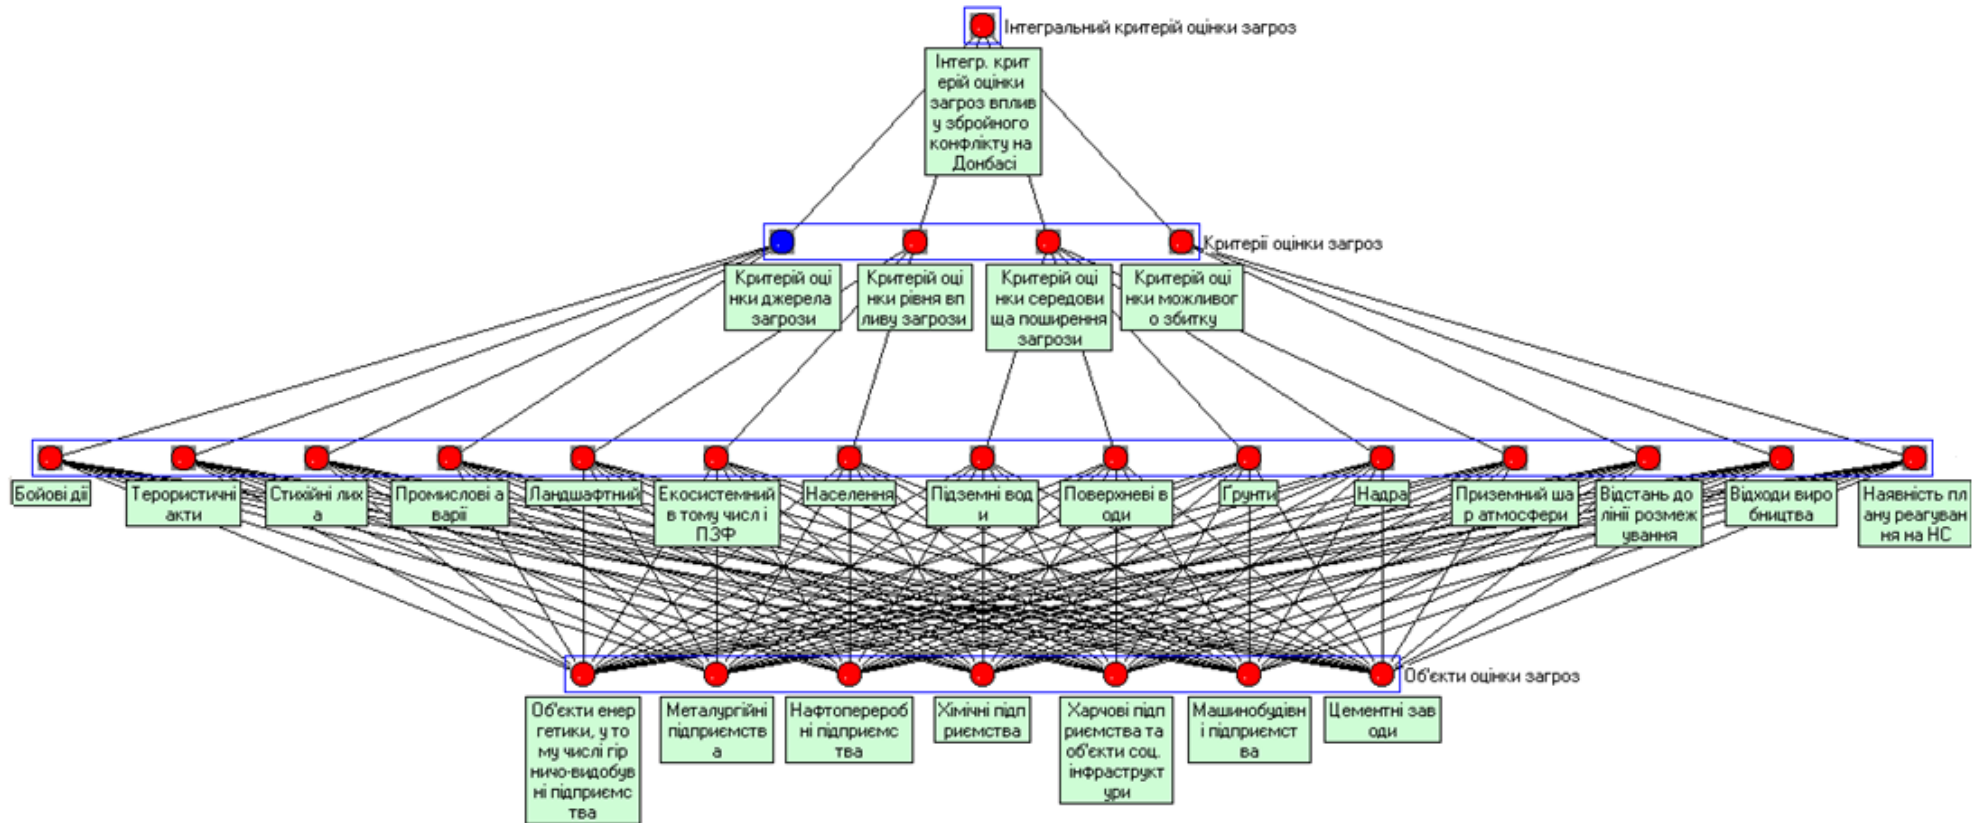 Інтегральний критерій оцінки загроз
Інтегр. крит
ерій оцінки
загроз вплив
у збройного
конфлікту на
Донбасі
Критерії оцінки загроз
Критерій оці
нки джерела
загрози
Критерій оці
нки рівня вп
ливу загрози
Критерій оці
нки середови
ща поширення
загрози
Критерій оці
нки можливог
о збитку
Бойові дії
Терористичні
акти
Стихійні лих
а
Промислові а
варії
Ландшафтний
Екосистемний
в тому числ і
ПЗФ
Населення
Підземні вод
и
Поверхневі в
оди
Ґрунти
Надра
Приземний ша
р атмосфери
Відстань до
лінії розмеж
ування
Відходи виро
бництва
Наявність пл
ану реагуван
ня на НС
Об'єкти оцінки загроз
Об'єкти енер
гетики, у то
му числі гір
ничо-видобув
ні підприємс
тва
Металургійні
підприємств
а
Нафтоперероб
ні підприємс
тва
Хімічні підп
риємства
Харчові підп
риємства та
об'єкти соц.
інфраструкт
ури
Машинобудівн
і підприємст
ва
Цементні зав
оди